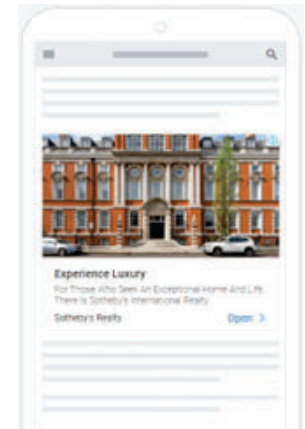 Experience Luxury
For Those Who Seek An Exceptional Home And Life,
There Is Sotheby's International Realty
Sotheby's Realty
Open >